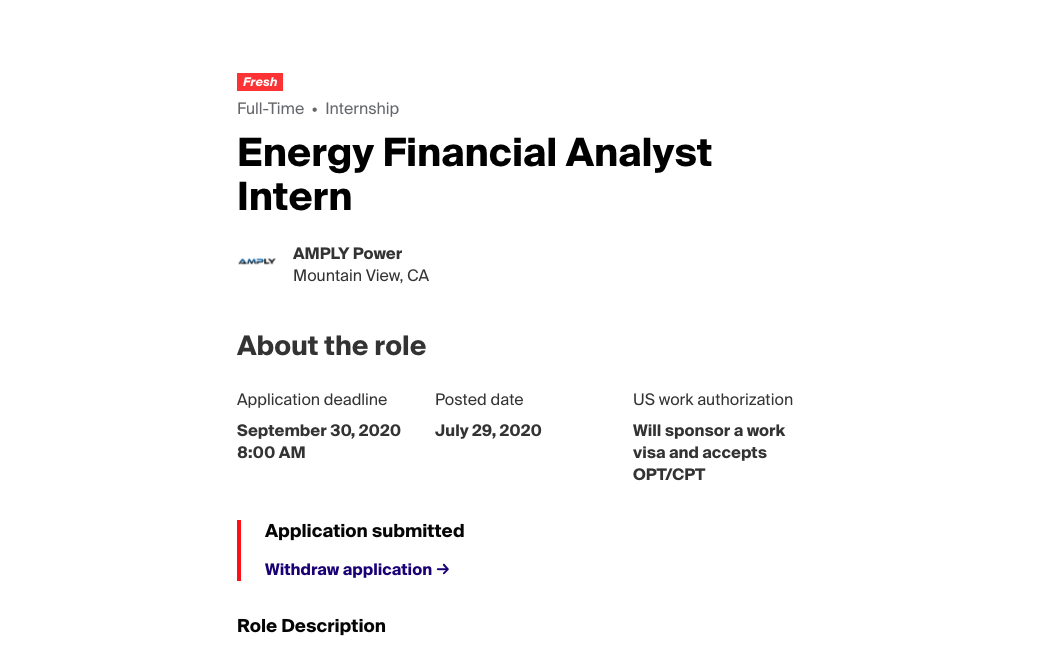 Fresh
Full-Time • Internship
Energy Financial Analyst
Intern
AMPLY
AMPLY Power
Mountain View, CA
About the role
Application deadline
September 30, 2020
8:00 AM
Posted date
July 29, 2020
US work authorization
Will sponsor a work
visa and accepts
OPT/CPT
Application submitted
Withdraw application →
Role Description